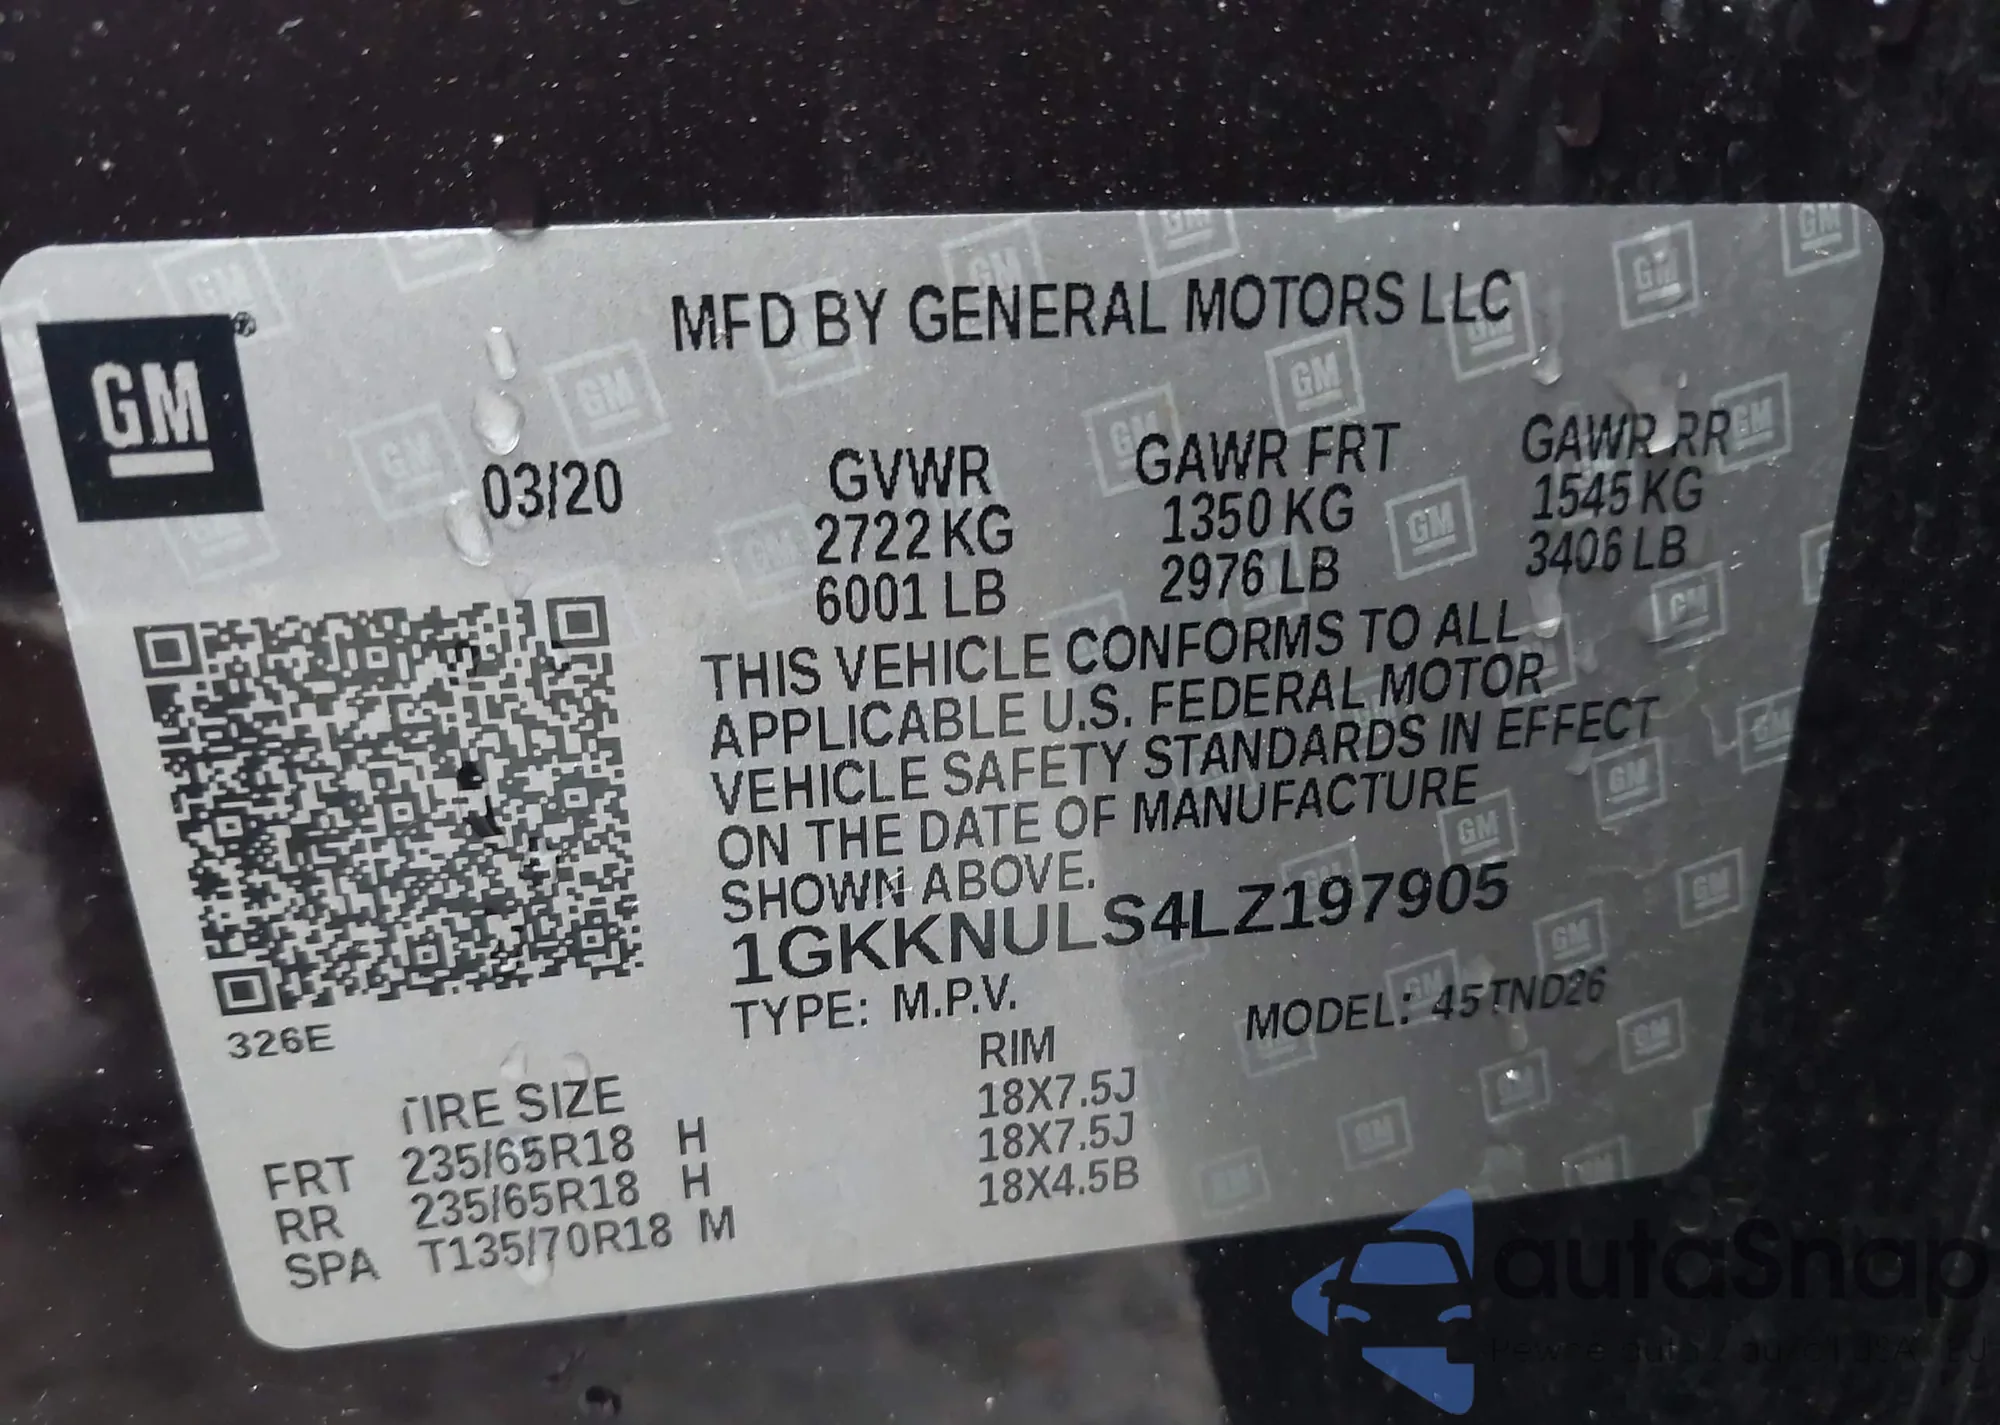 MFD BY GENERAL MOTORS LLC
GM
03/20
GVWR GAWR FRT GAWR RR
2722 KG 1350 KG 1545 KG
6001 LB 2976 LB 3406 LB
THIS VEHICLE CONFORMS TO ALL
APPLICABLE U.S. FEDERAL MOTOR
VEHICLE SAFETY STANDARDS IN EFFECT
ON THE DATE OF MANUFACTURE
SHOWN ABOVE.
1GKKNULS4LZ197905
TYPE: M.P.V. MODEL: 45TND26
326E
TIRE SIZE RIM
FRT 235/65R18 H 18X7.5J
RR 235/65R18 H 18X7.5J
SPA T135/70R18 M 18X4.5B
autaSnap